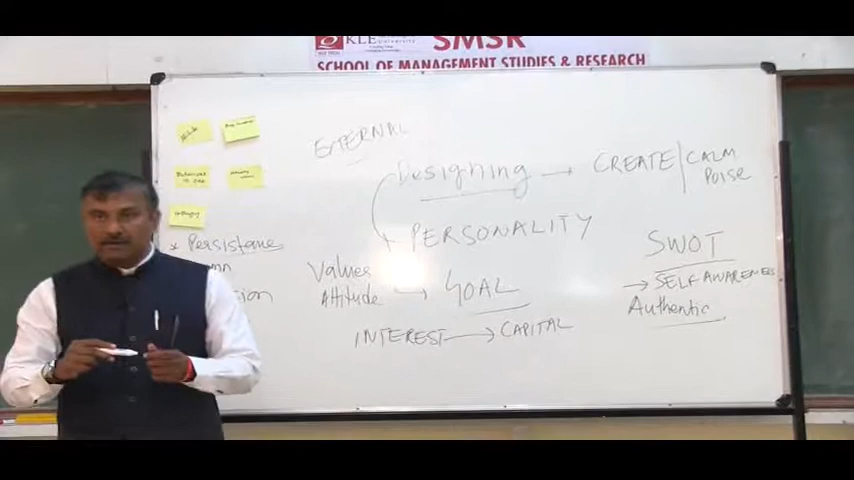 KLE
SMSR
SCHOOL OF MANAGEMENT STUDIES & RESEARCH
EXTERNAL
Designing → CREATE | CALM
POISE
PERSONALITY
* Persistance
SWOT
Values
Attitude → GOAL
→ SELF AWARENESS
Authentic
INTEREST → CAPITAL